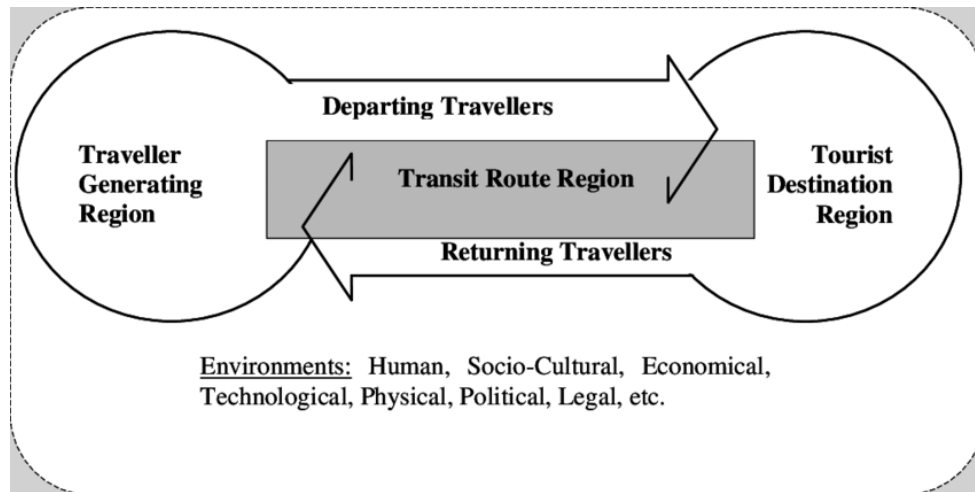 Departing Travellers
Traveller
Generating
Region
Transit Route Region
Tourist
Destination
Region
Returning Travellers
Environments: Human, Socio-Cultural, Economical,
Technological, Physical, Political, Legal, etc.